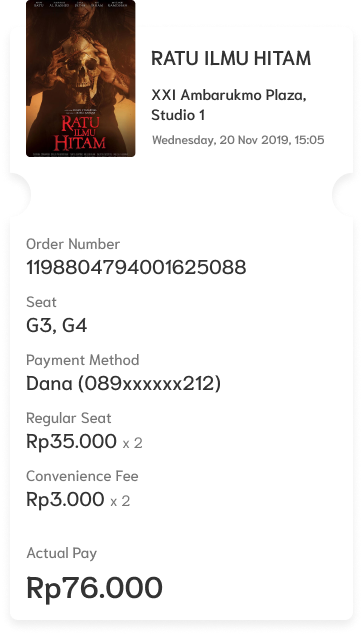 RATU
ILMU
HITAM
RATU ILMU HITAM
XXI Ambarukmo Plaza,
Studio 1
Wednesday, 20 Nov 2019, 15:05
Order Number
1198804794001625088
Seat
G3, G4
Payment Method
Dana (089xxxxxx212)
Regular Seat
Rp35.000 x 2
Convenience Fee
Rp3.000 x 2
Actual Pay
Rp76.000